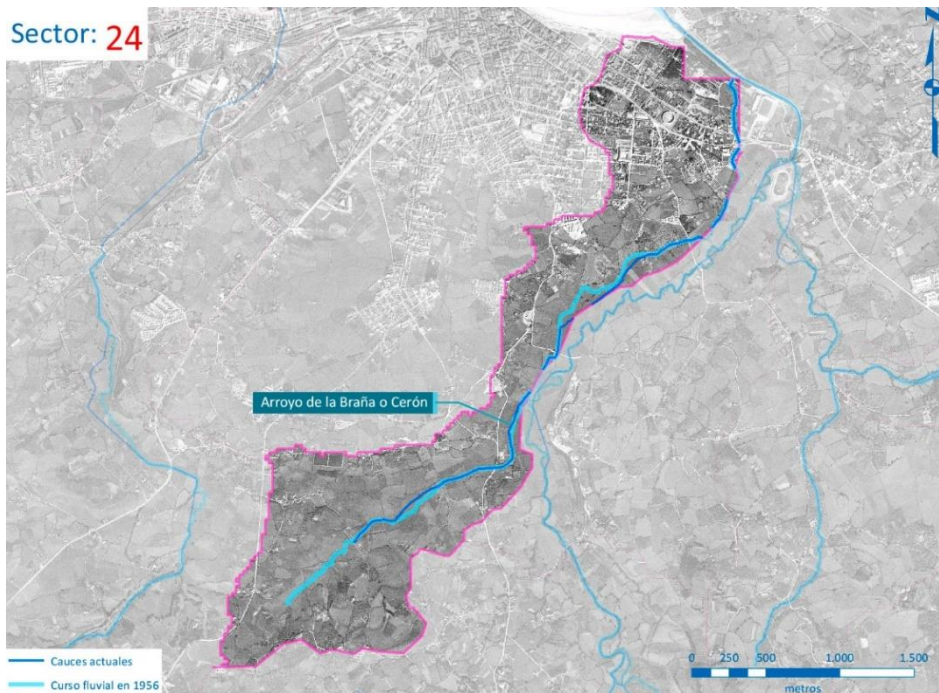 Sector: 24
N
Arroyo de la Braña o Cerón
Cauces actuales
Curso fluvial en 1956
0 250 500 1.000 1.500
metros